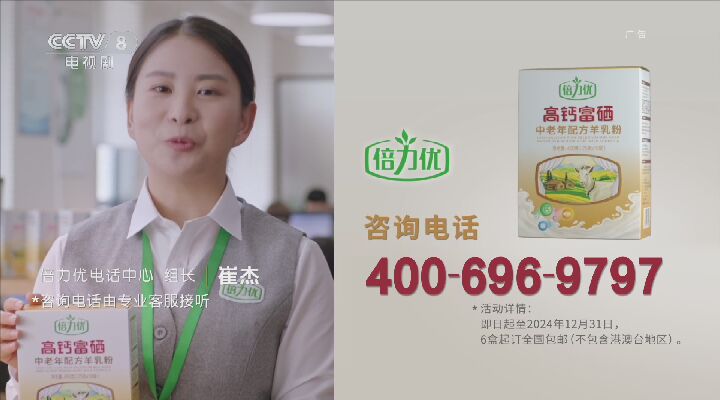 CCTV 8
电视剧
广告
倍力优
高钙富硒
中老年配方羊乳粉
倍力优
咨询电话
400-696-9797
*活动详情:
即日起至2024年12月31日，
6盒起订全国包邮(不包含港澳台地区)。
倍力优电话中心 组长 崔杰
*咨询电话由专业客服接听
倍力优
倍力优
高钙富硒
中老年配方羊乳粉